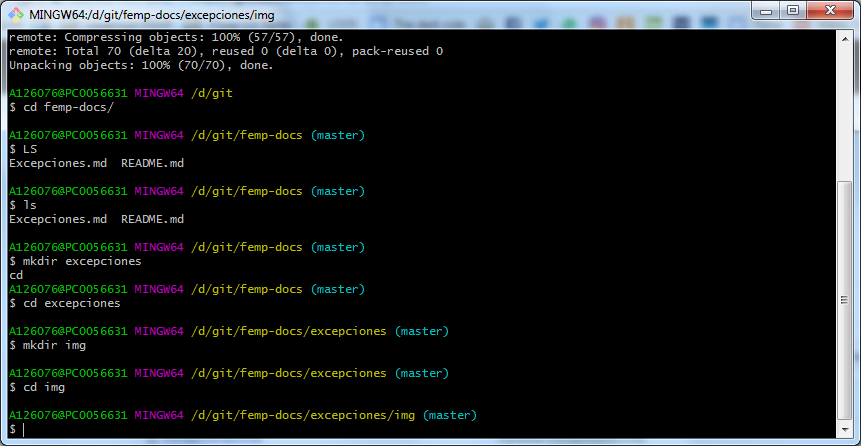 MINGW64:/d/git/femp-docs/excepciones/img
remote: Compressing objects: 100% (57/57), done.
remote: Total 70 (delta 20), reused 0 (delta 0), pack-reused 0
Unpacking objects: 100% (70/70), done.
A126076@PC0056631 MINGW64 /d/git
$ cd femp-docs/
A126076@PC0056631 MINGW64 /d/git/femp-docs (master)
$ LS
Excepciones.md  README.md
A126076@PC0056631 MINGW64 /d/git/femp-docs (master)
$ ls
Excepciones.md  README.md
A126076@PC0056631 MINGW64 /d/git/femp-docs (master)
$ mkdir excepciones
cd
A126076@PC0056631 MINGW64 /d/git/femp-docs (master)
$ cd excepciones
A126076@PC0056631 MINGW64 /d/git/femp-docs/excepciones (master)
$ mkdir img
A126076@PC0056631 MINGW64 /d/git/femp-docs/excepciones (master)
$ cd img
A126076@PC0056631 MINGW64 /d/git/femp-docs/excepciones/img (master)
$